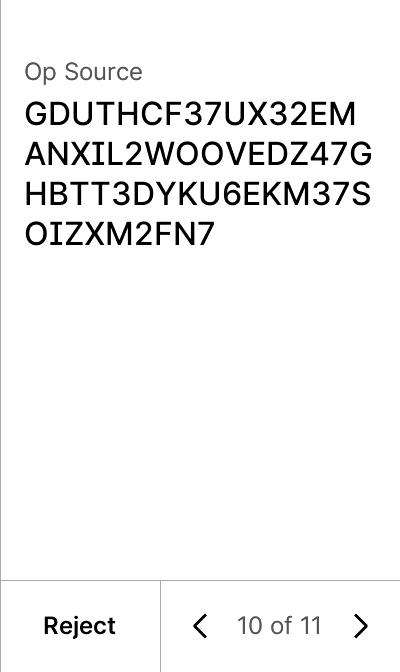 Op Source
GDUTHCF37UX32EM
ANXIL2WOOVEDZ47G
HBTT3DYKU6EKM37S
OIZXM2FN7
Reject
10 of 11